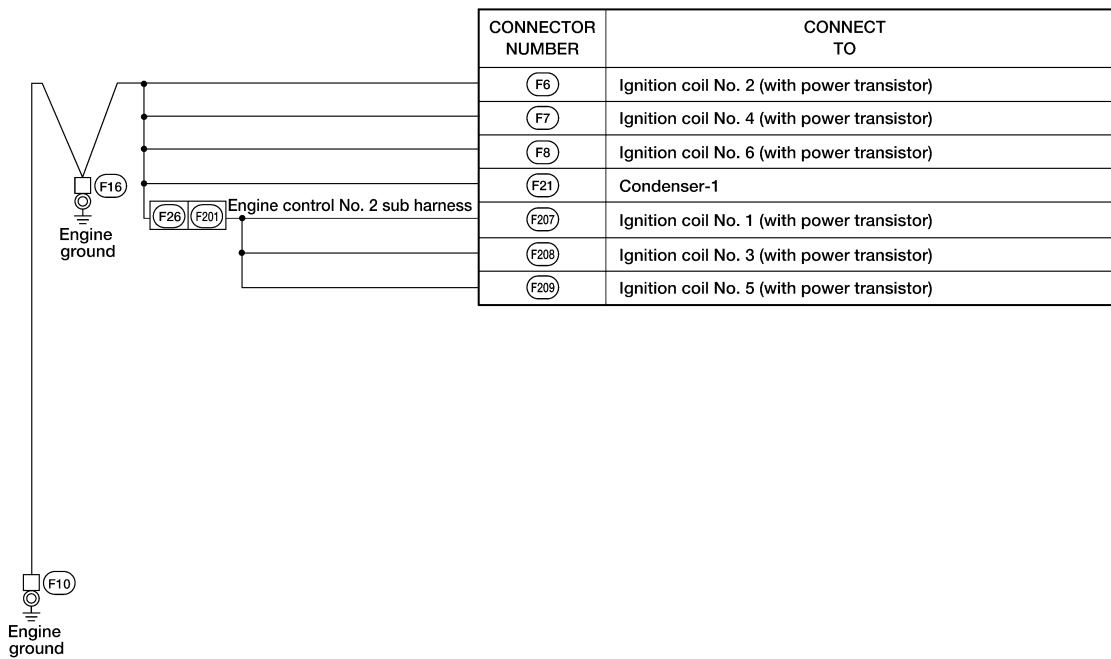 CONNECTOR
NUMBER
CONNECT
TO
F6
Ignition coil No. 2 (with power transistor)
F7
Ignition coil No. 4 (with power transistor)
F8
Ignition coil No. 6 (with power transistor)
F21
Condenser-1
F207
Ignition coil No. 1 (with power transistor)
F208
Ignition coil No. 3 (with power transistor)
F209
Ignition coil No. 5 (with power transistor)
F16
Engine
ground
F26
F201
Engine control No. 2 sub harness
F10
Engine
ground